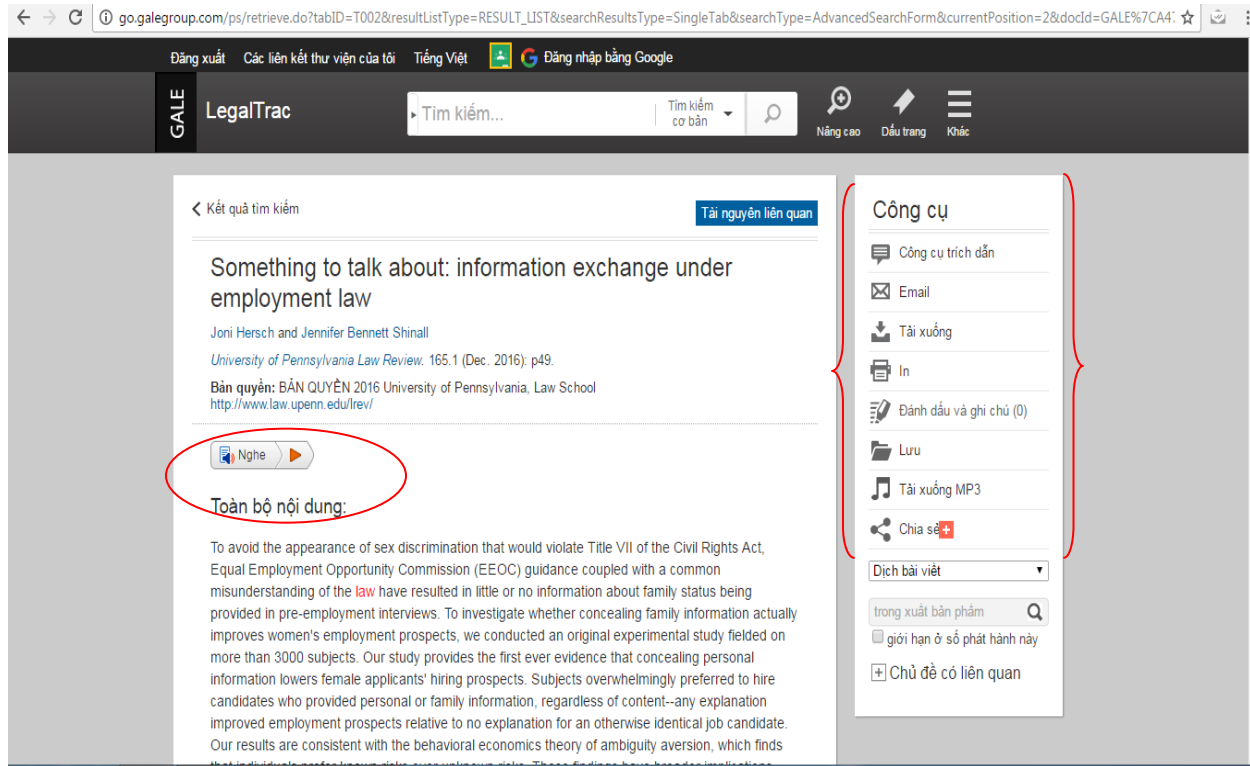 go.galegroup.com/ps/retrieve.do?tabID=T002&resultListType=RESULT_LIST&searchResultsType=SingleTab&searchType=AdvancedSearchForm&currentPosition=2&docId=GALE%7CA47
Đăng xuất Các liên kết thư viện của tôi Tiếng Việt Đăng nhập bằng Google
GALE LegalTrac
Tìm kiếm...
Tìm kiếm
cơ bản
Nâng cao Dấu trang Khác
Kết quả tìm kiếm
Tài nguyên liên quan
Something to talk about: information exchange under
employment law
Joni Hersch and Jennifer Bennett Shinall
University of Pennsylvania Law Review. 165.1 (Dec. 2016): p49.
Bản quyền: BẢN QUYỀN 2016 University of Pennsylvania, Law School
http://www.law.upenn.edu/lrev/
Nghe
Toàn bộ nội dung:
To avoid the appearance of sex discrimination that would violate Title VII of the Civil Rights Act,
Equal Employment Opportunity Commission (EEOC) guidance coupled with a common
misunderstanding of the law have resulted in little or no information about family status being
provided in pre-employment interviews. To investigate whether concealing family information actually
improves women's employment prospects, we conducted an original experimental study fielded on
more than 3000 subjects. Our study provides the first ever evidence that concealing personal
information lowers female applicants' hiring prospects. Subjects overwhelmingly preferred to hire
candidates who provided personal or family information, regardless of content--any explanation
improved employment prospects relative to no explanation for an otherwise identical job candidate.
Our results are consistent with the behavioral economics theory of ambiguity aversion, which finds
that individuals prefer known risks over unknown risks. These findings have broader implications
Công cụ
Công cụ trích dẫn
Email
Tải xuống
In
Đánh dấu và ghi chú (0)
Lưu
Tải xuống MP3
Chia sẻ
Dịch bài viết
trong xuất bản phẩm
giới hạn ở số phát hành này
Chủ đề có liên quan